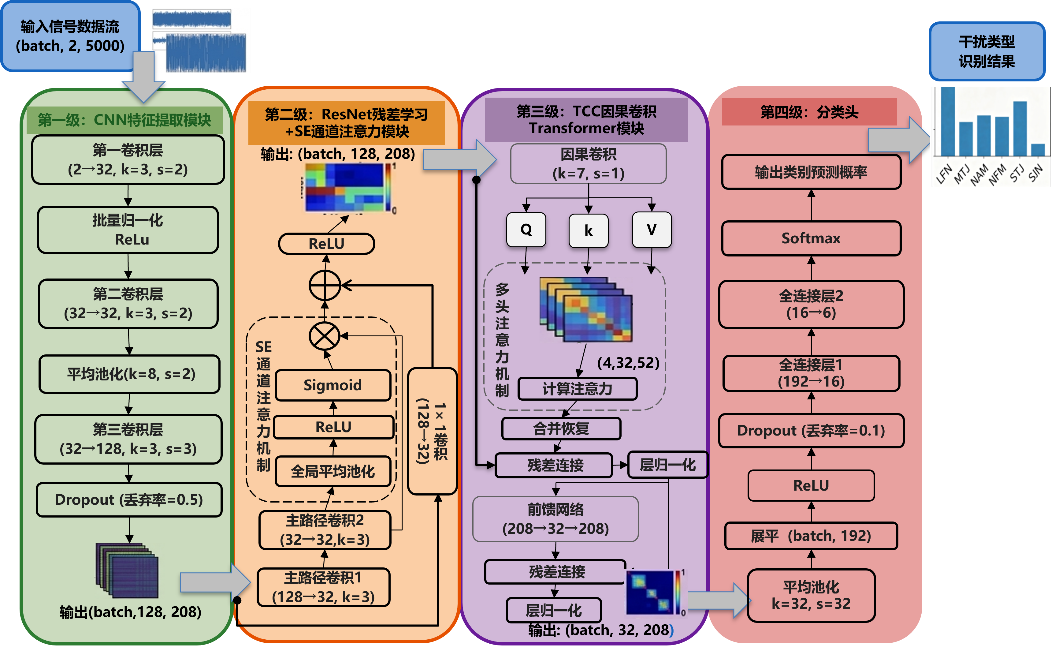 输入信号数据流
(batch, 2, 5000)
第一级：CNN特征提取模块
第一卷积层
(2→32, k=3, s=2)
批量归一化
ReLu
第二卷积层
(32→32, k=3, s=2)
平均池化(k=8, s=2)
第三卷积层
(32→128, k=3, s=3)
Dropout (丢弃率=0.5)
输出(batch,128, 208)
第二级：ResNet残差学习
+SE通道注意力模块
输出: (batch, 128, 208)
1
0
ReLU
SE通道注意力机制
Sigmoid
ReLU
全局平均池化
主路径卷积2
(32→32,k=3)
主路径卷积1
(128→32, k=3)
1×1卷积
(128→32)
第三级：TCC因果卷积
Transformer模块
因果卷积
(k=7, s=1)
Q
k
V
多头注意力机制
(4,32,52)
计算注意力
合并恢复
残差连接
层归一化
前馈网络
(208→32→208)
残差连接
层归一化
1
0
输出: (batch, 32, 208)
第四级：分类头
输出类别预测概率
Softmax
全连接层2
(16→6)
全连接层1
(192→16)
Dropout (丢弃率=0.1)
ReLU
展平 (batch, 192)
平均池化
k=32, s=32
干扰类型
识别结果
LFN
MTJ
NAM
NFM
STJ
SIN